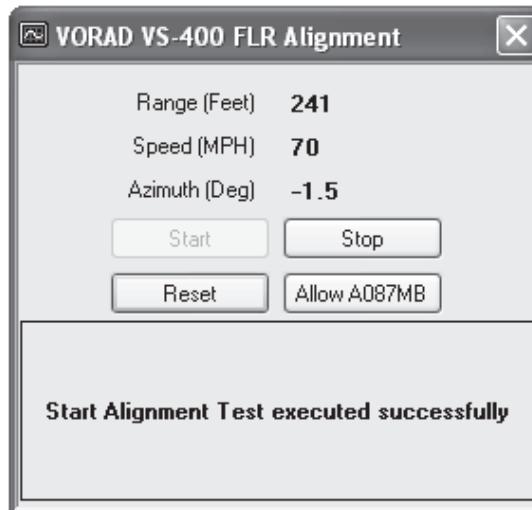 VORAD VS-400 FLR Alignment
Range (Feet) 241
Speed (MPH) 70
Azimuth (Deg) -1.5
Start Stop
Reset Allow A087MB
Start Alignment Test executed successfully